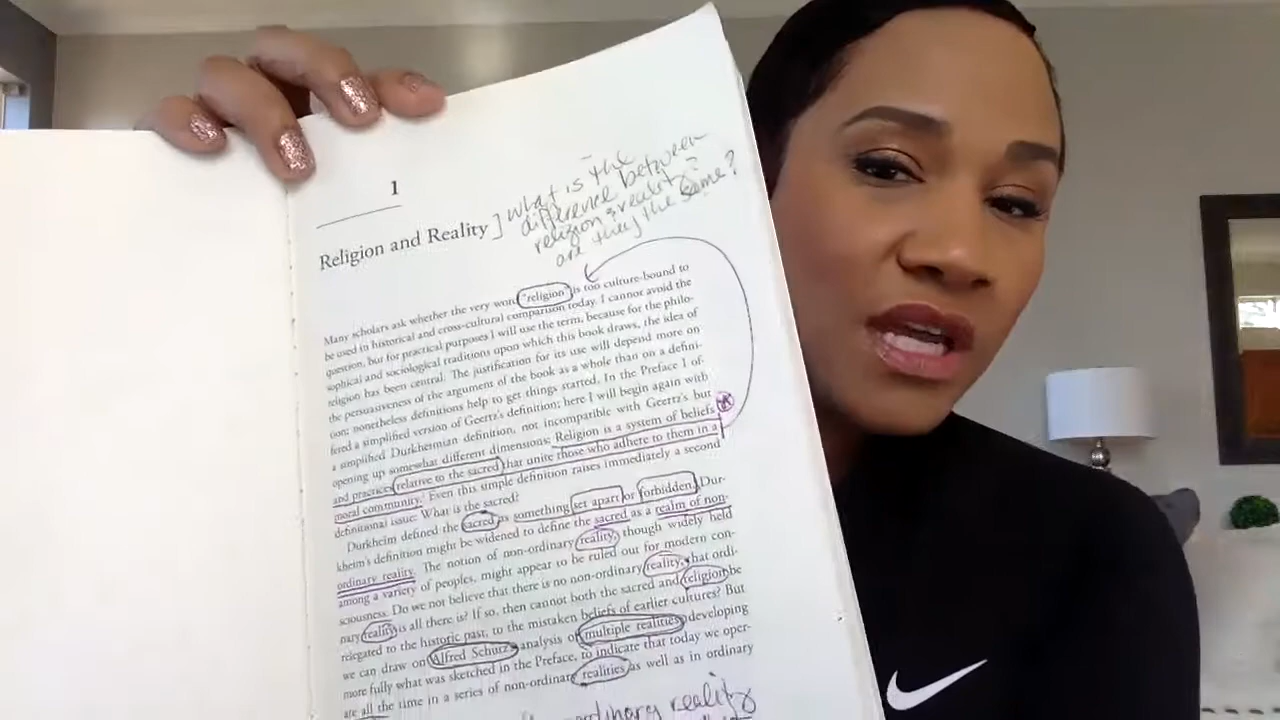 1
Religion and Reality ]
what is the
difference between
religion & reality?
are they the same?
Many scholars ask whether the very word "religion" is too culture-bound to
be used in historical and cross-cultural comparison today. I cannot avoid the
question, but for practical purposes I will use the term, because for the philo-
sophical and sociological traditions upon which this book draws, the idea of
religion has been central. The justification for its use will depend more on
the persuasiveness of the argument of the book as a whole than on a defini-
tion; nonetheless definitions help to get things started. In the Preface I of-
fered a simplified version of Geertz's definition; here I will begin again with
a simplified Durkheimian definition, not incompatible with Geertz's but
opening up somewhat different dimensions: Religion is a system of beliefs
and practices relative to the sacred that unite those who adhere to them in a
moral community. Even this simple definition raises immediately a second
definitional issue: What is the sacred?
Durkheim defined the sacred as something set apart or forbidden. Dur-
kheim's definition might be widened to define the sacred as a realm of non-
ordinary reality. The notion of non-ordinary reality, though widely held
among a variety of peoples, might appear to be ruled out for modern con-
sciousness. Do we not believe that there is no non-ordinary reality, that ordi-
nary reality is all there is? If so, then cannot both the sacred and religion be
relegated to the historic past, to the mistaken beliefs of earlier cultures? But
we can draw on Alfred Schutz's analysis of multiple realities, developing
more fully what was sketched in the Preface, to indicate that today we oper-
ate all the time in a series of non-ordinary realities as well as in ordinary
ordinary reality